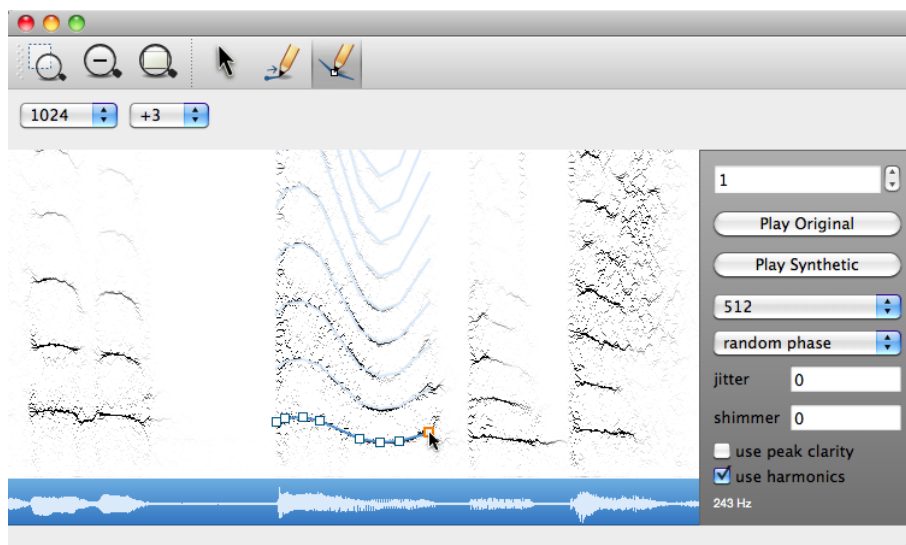 1024 +3
1
Play Original
Play Synthetic
512
random phase
jitter 0
shimmer 0
use peak clarity
use harmonics
243 Hz